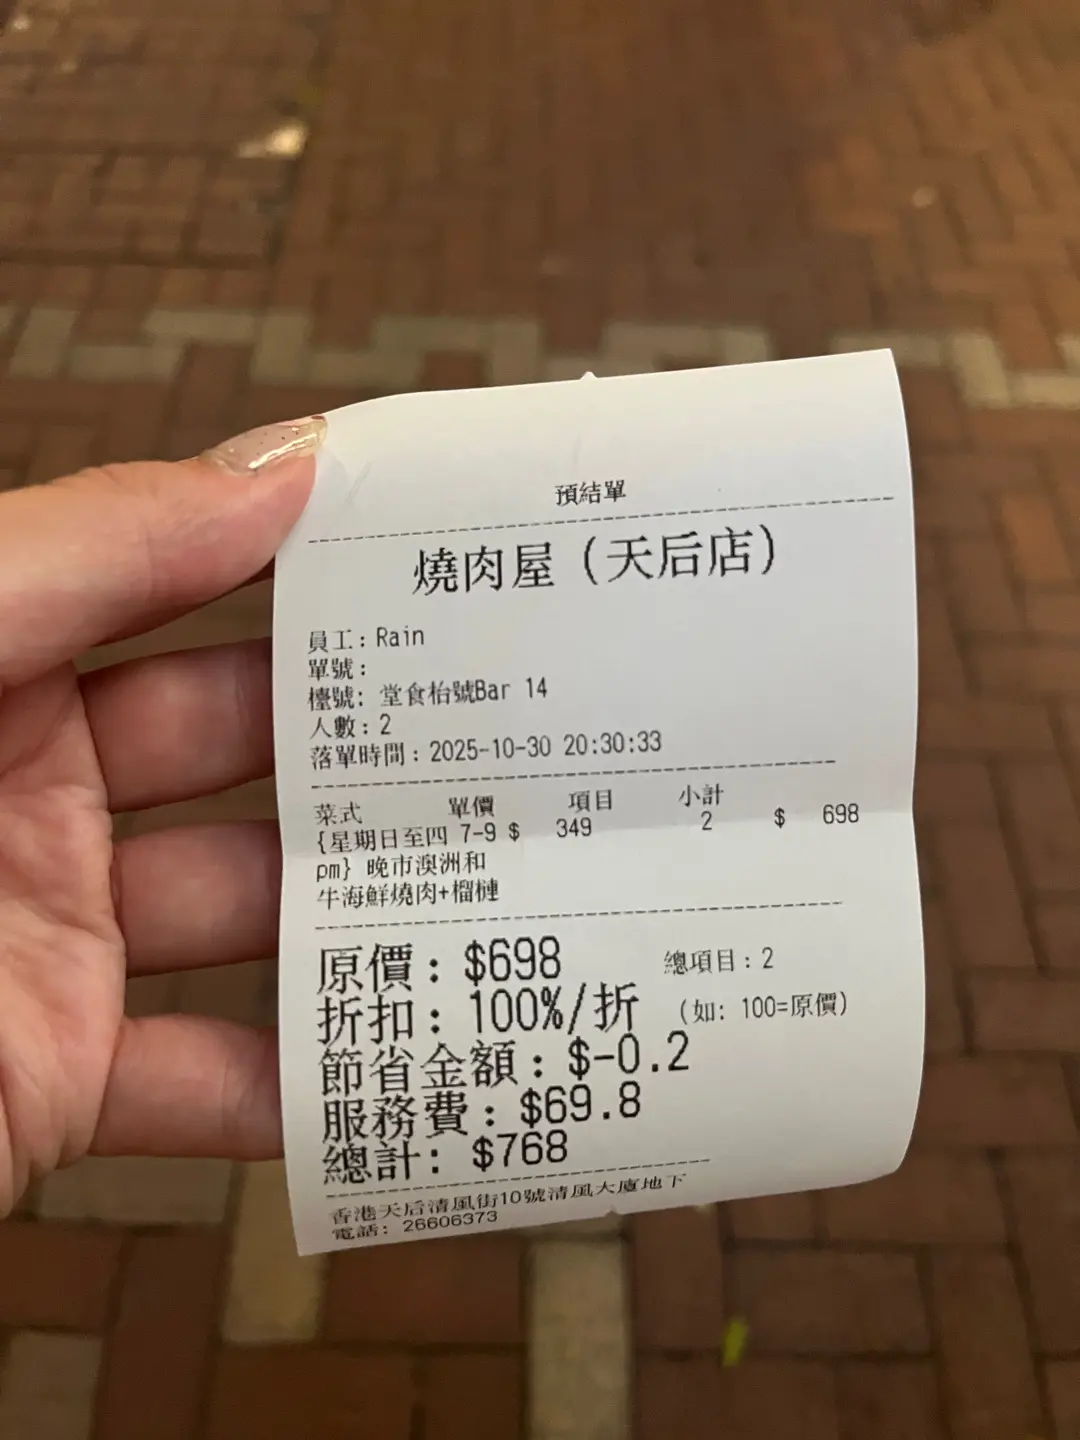 預結單
燒肉屋（天后店）
員工：Rain
單號：
檯號: 堂食枱號Bar 14
人數：2
落單時間：2025-10-30 20:30:33
菜式 單價 項目 小計
{星期日至四 7-9 $ 349 2 $ 698
pm} 晚市澳洲和
牛海鮮燒肉+榴槤
原價：$698 總項目：2
折扣：100%/折 （如: 100=原價）
節省金額：$-0.2
服務費：$69.8
總計：$768
香港天后清風街10號清風大廈地下
電話: 26606373